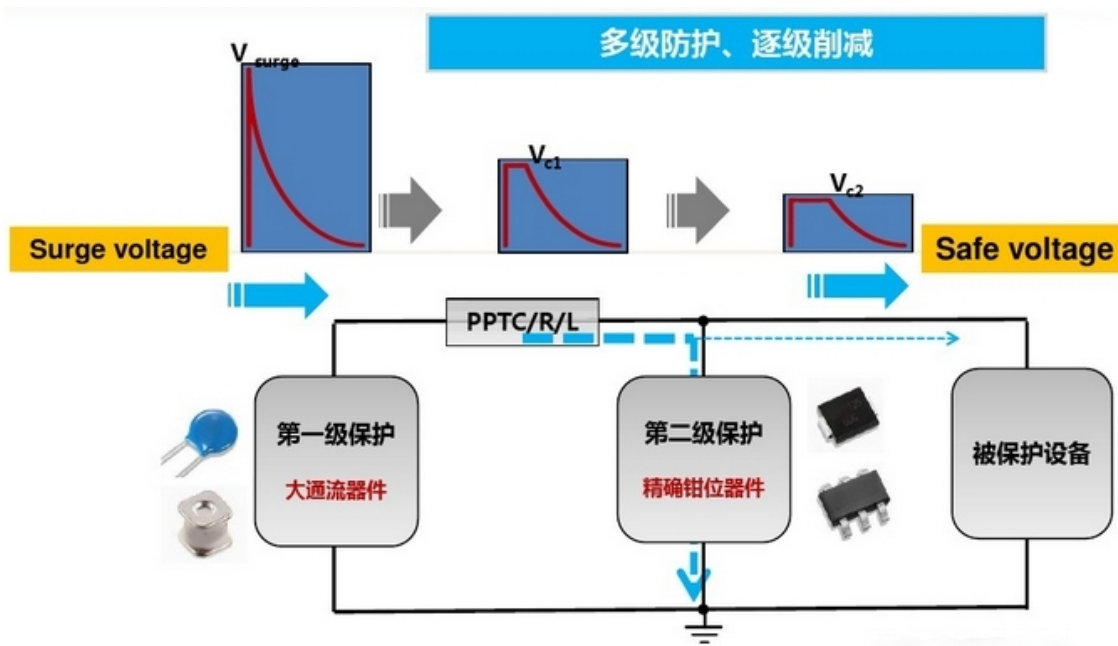 多级防护、逐级削减
V surge
Vc1
Vc2
Surge voltage
Safe voltage
PPTC/R/L
第一级保护
大通流器件
第二级保护
精确钳位器件
被保护设备